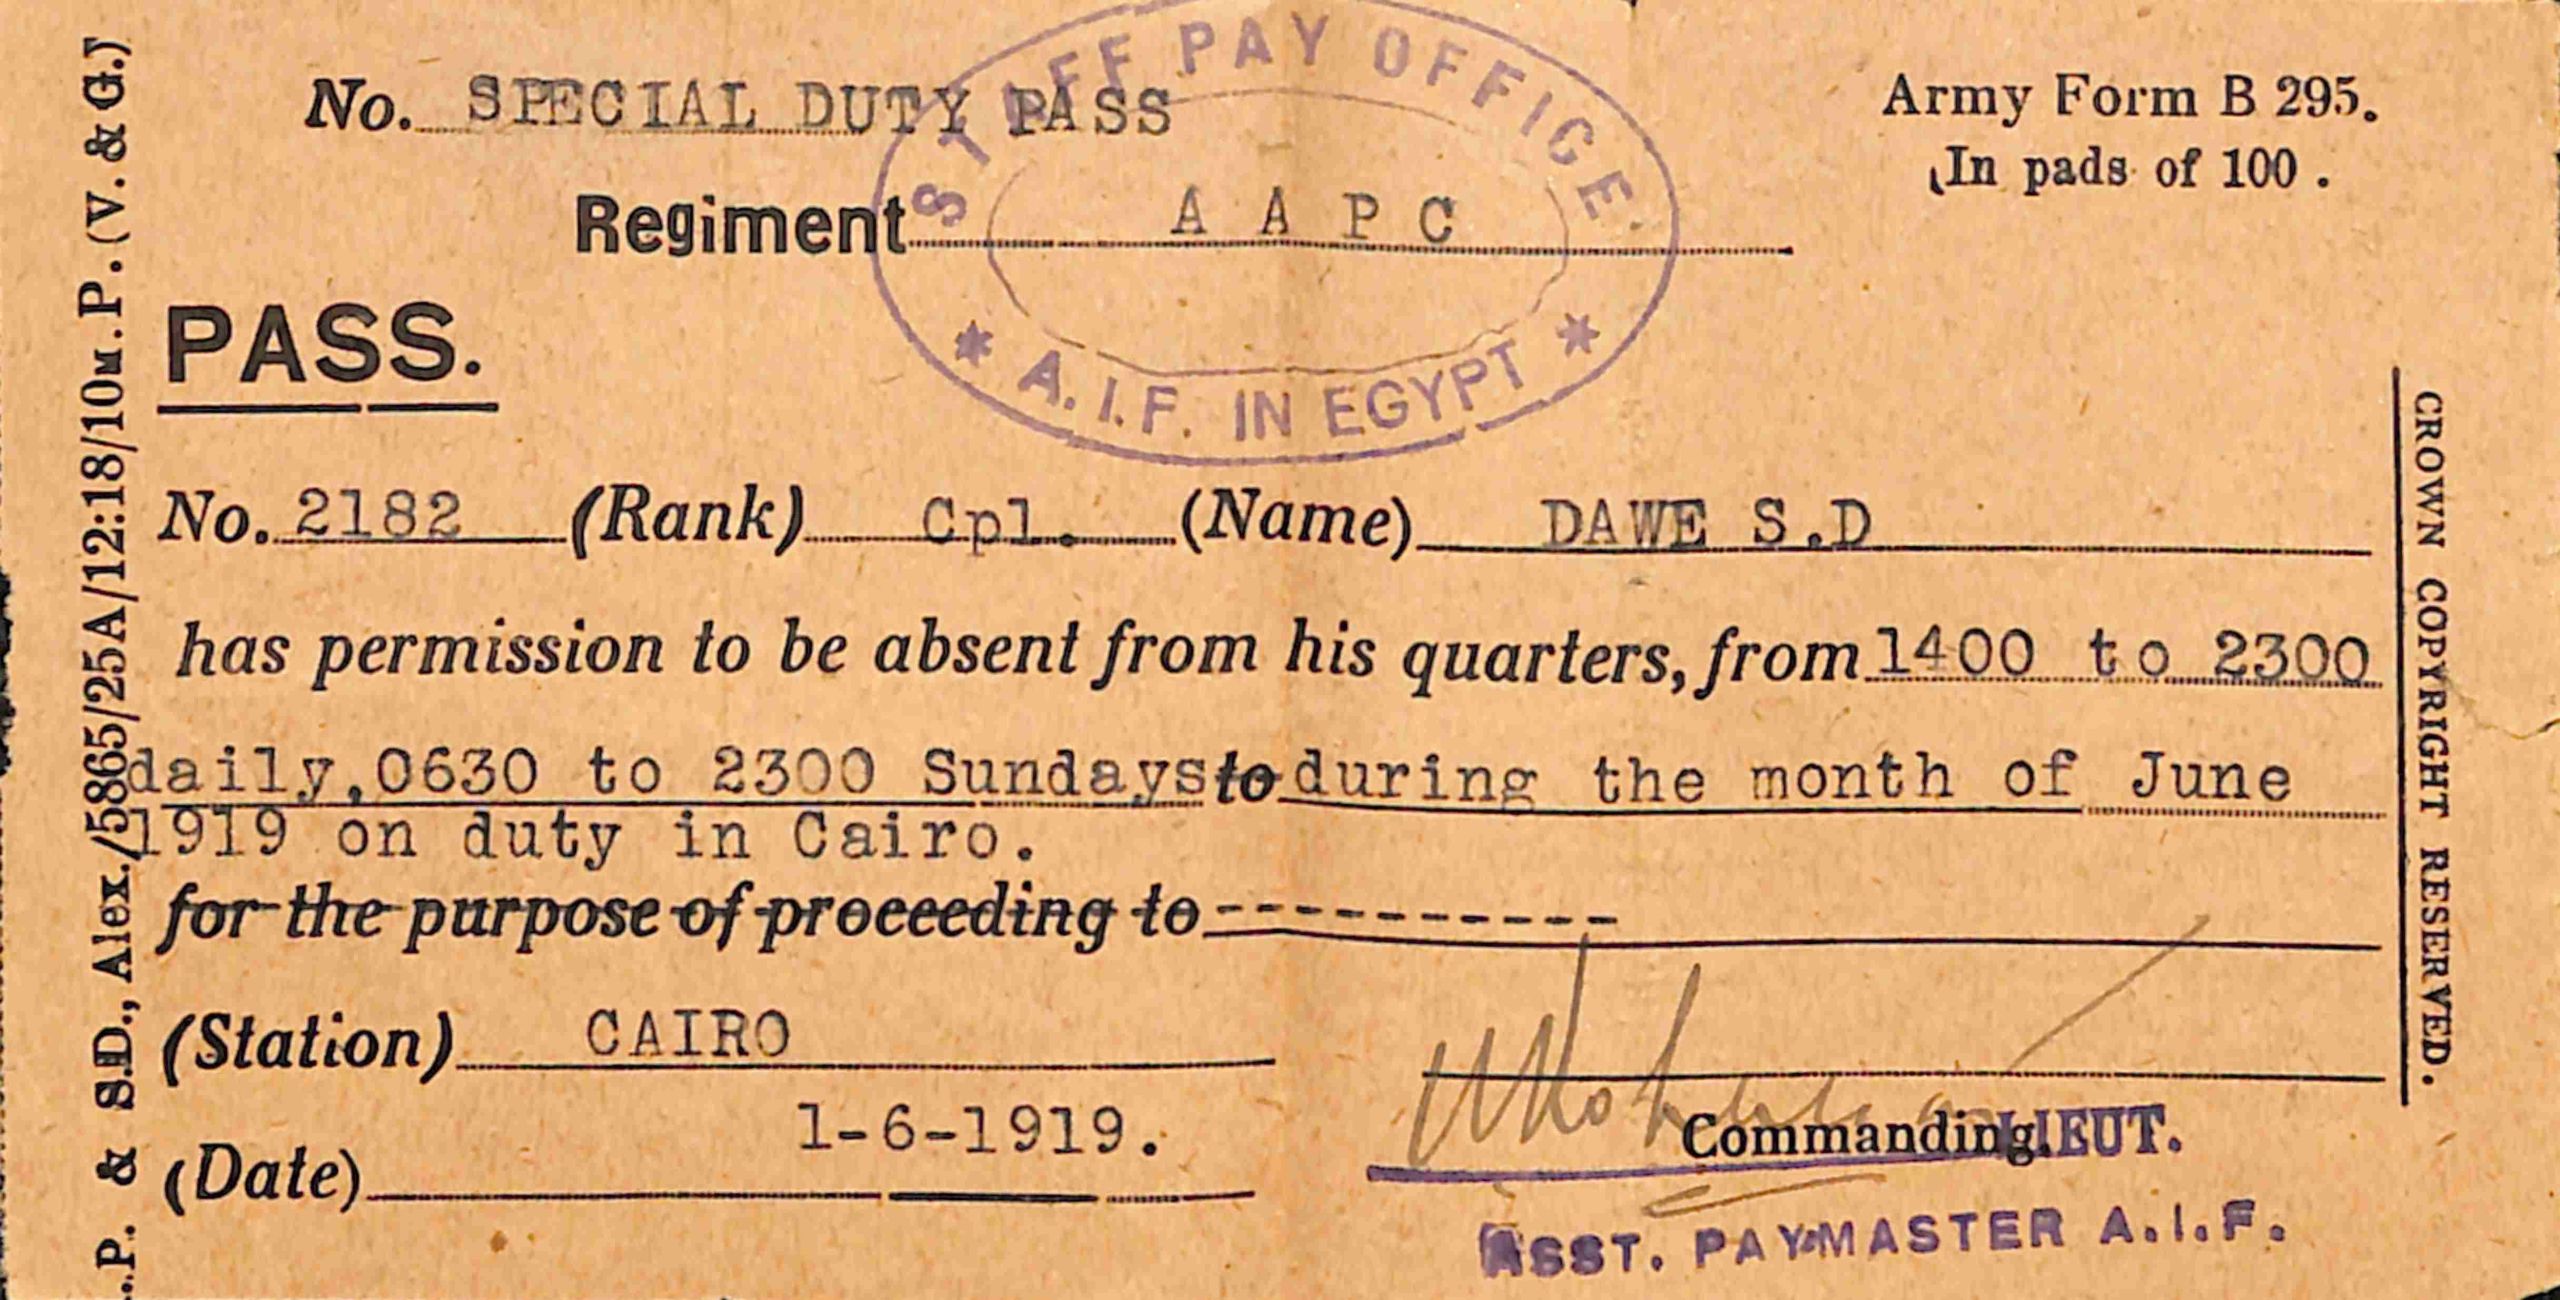 No. SPECIAL DUTY PASS
Army Form B 295.
In pads of 100.
STAFF PAY OFFICE
* A.I.F. IN EGYPT *
Regiment A A P C
PASS.
No. 2182 (Rank) Cpl. (Name) DAWE S.D
has permission to be absent from his quarters, from 1400 to 2300
daily,0630 to 2300 Sundays to during the month of June
1919 on duty in Cairo.
for the purpose of proceeding to -----------
(Station) CAIRO
(Date) 1-6-1919.
Commanding LIEUT.
ASST. PAYMASTER A.I.F.
CROWN COPYRIGHT RESERVED.
.P. & S.D., Alex./5865/25A/12:18/10M.P.(V. & G.)